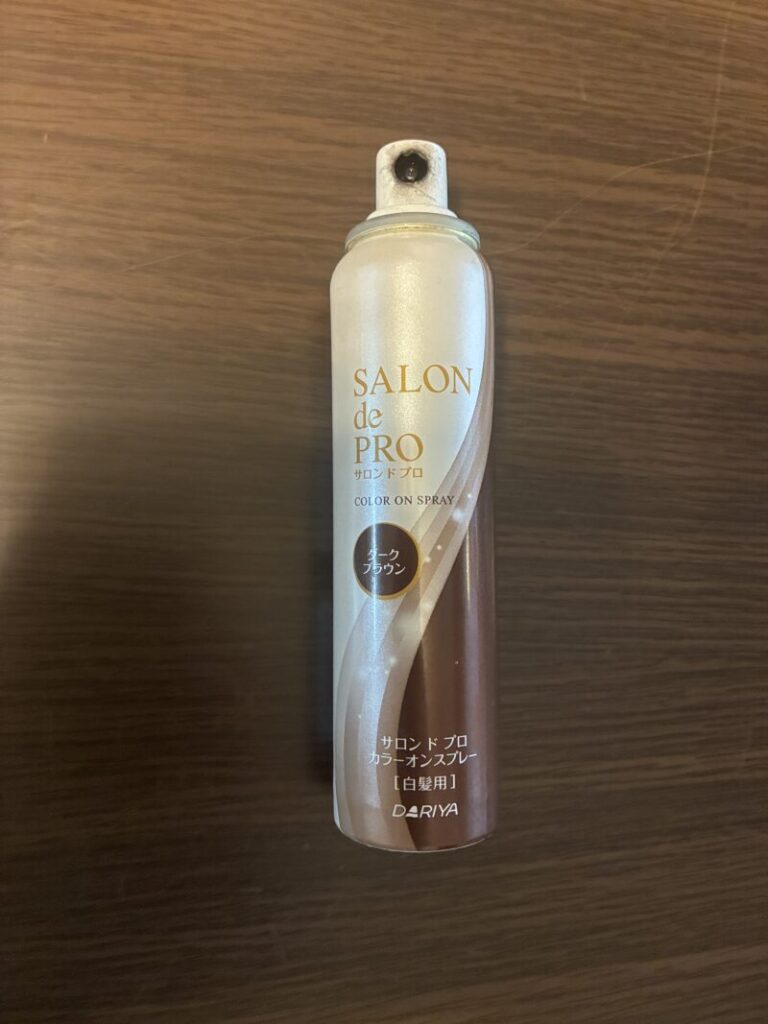 SALON
de
PRO
サロン ド プロ
COLOR ON SPRAY
ダーク
ブラウン
サロン ド プロ
カラーオンスプレー
[白髪用]
DARIYA